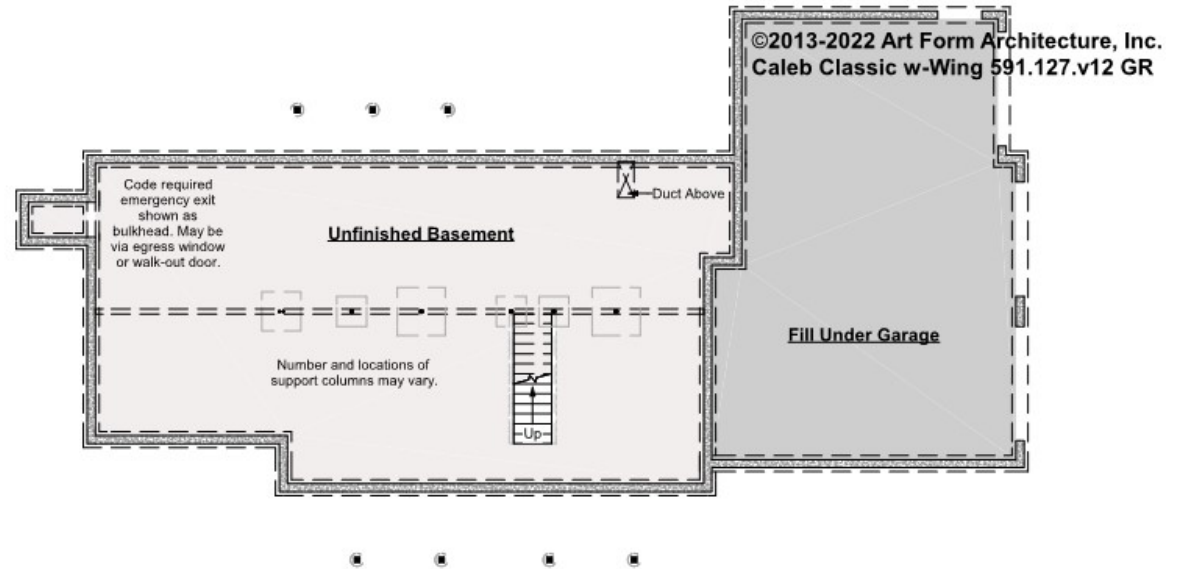 ©2013-2022 Art Form Architecture, Inc.
Caleb Classic w-Wing 591.127.v12 GR
Code required
emergency exit
shown as
bulkhead. May be
via egress window
or walk-out door.
Duct Above
Unfinished Basement
Fill Under Garage
Number and locations of
support columns may vary.
Up